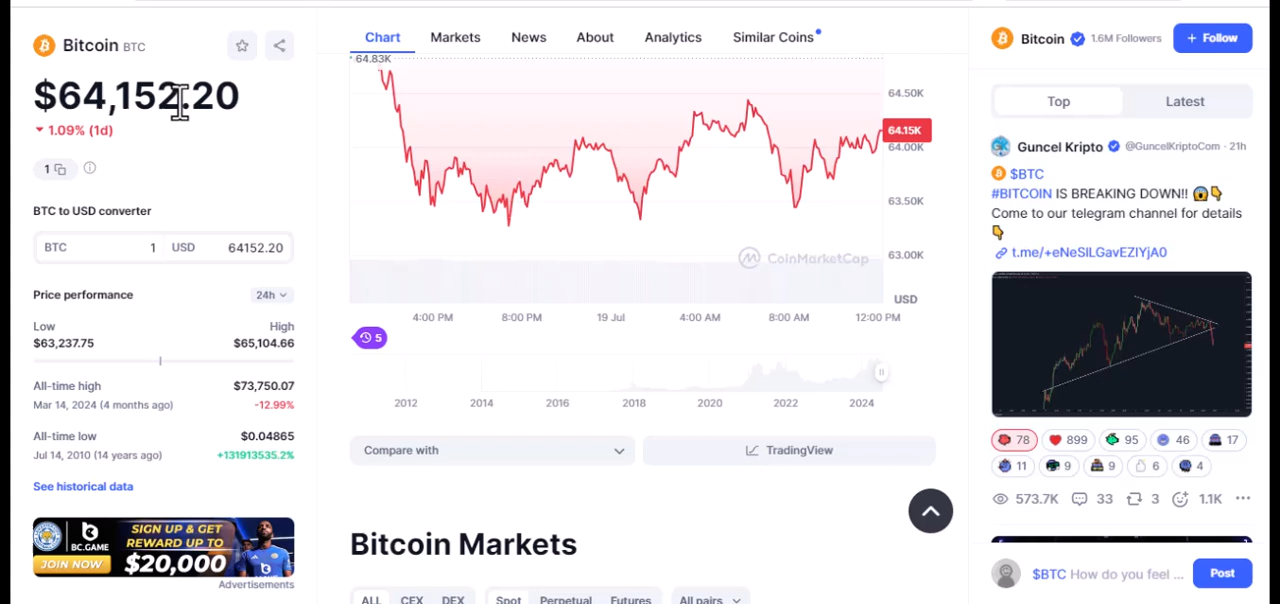 Bitcoin BTC
$64,152.20
1.09% (1d)
1
BTC to USD converter
BTC 1 USD 64152.20
Price performance
24h
Low High
$63,237.75 $65,104.66
All-time high $73,750.07
Mar 14, 2024 (4 months ago) -12.99%
All-time low $0.04865
Jul 14, 2010 (14 years ago) +131913535.2%
See historical data
BC.GAME
JOIN NOW
SIGN UP & GET
REWARD UP TO
$20,000
Advertisements
Chart Markets News About Analytics Similar Coins
64.83K
64.50K
64.15K
64.00K
63.50K
63.00K
CoinMarketCap
USD
4:00 PM 8:00 PM 19 Jul 4:00 AM 8:00 AM 12:00 PM
5
2012 2014 2016 2018 2020 2022 2024
Compare with
TradingView
Bitcoin Markets
ALL CEX DEX Spot Perpetual Futures All pairs
Bitcoin 1.6M Followers + Follow
Top Latest
Guncel Kripto @GuncelKriptoCom · 21h
$BTC
#BITCOIN IS BREAKING DOWN!!
Come to our telegram channel for details
t.me/+eNeSILGavEZIYjA0
78 899 95 46 17
11 9 9 6 4
573.7K 33 3 1.1K
$BTC How do you feel ...
Post